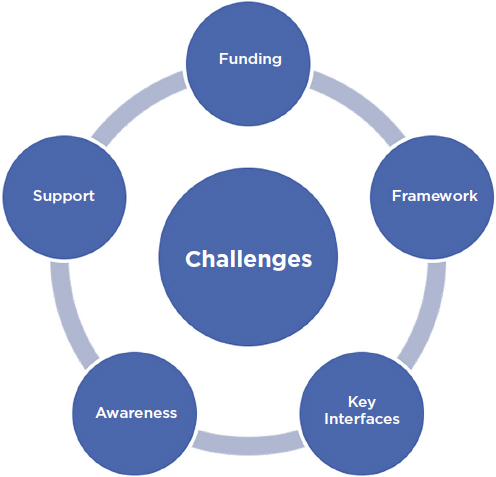 Funding
Support
Framework
Challenges
Awareness
Key
Interfaces